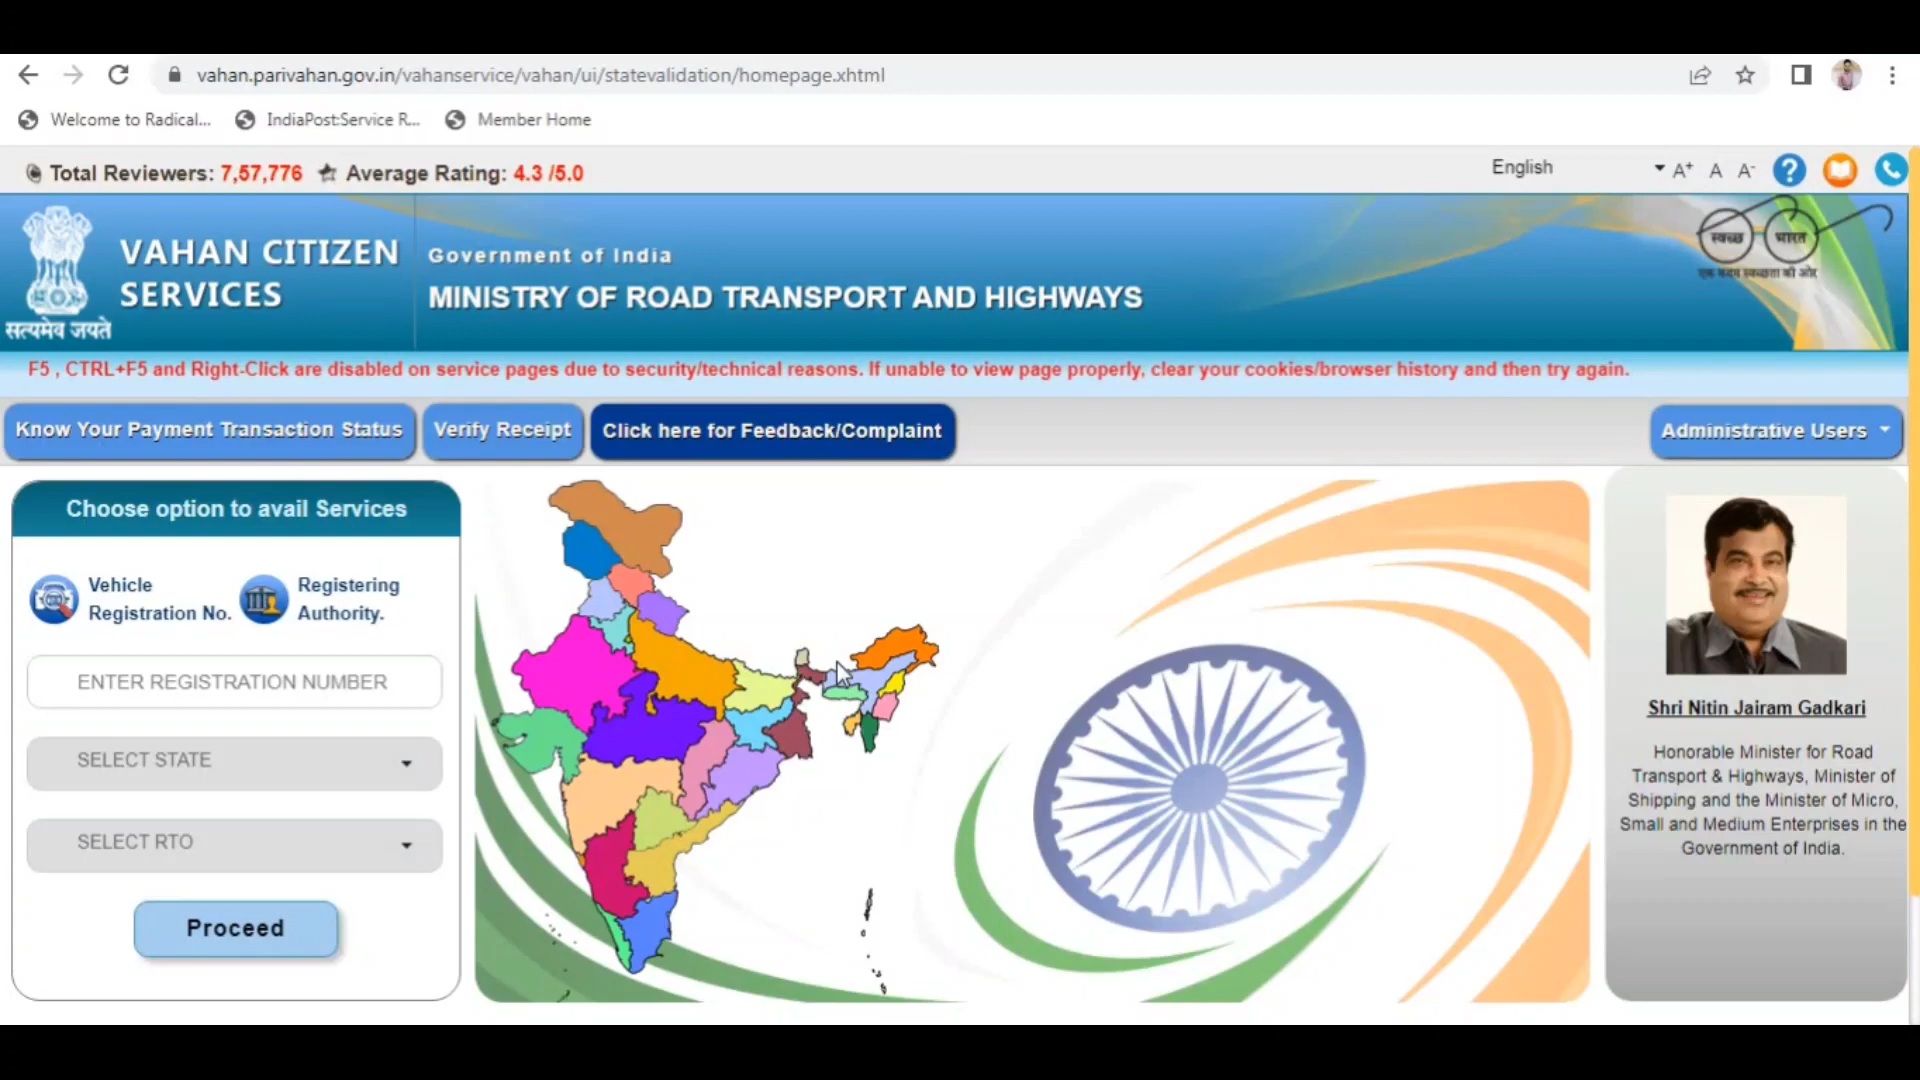 vahan.parivahan.gov.in/vahanservice/vahan/ui/statevalidation/homepage.xhtml
Welcome to Radical... IndiaPost:Service R... Member Home
Total Reviewers: 7,57,776 Average Rating: 4.3 /5.0
English A+ A A-
VAHAN CITIZEN
SERVICES
सत्यमेव जयते
Government of India
MINISTRY OF ROAD TRANSPORT AND HIGHWAYS
स्वच्छ भारत
एक कदम स्वच्छता की ओर
F5 , CTRL+F5 and Right-Click are disabled on service pages due to security/technical reasons. If unable to view page properly, clear your cookies/browser history and then try again.
Know Your Payment Transaction Status Verify Receipt Click here for Feedback/Complaint Administrative Users
Choose option to avail Services
Vehicle
Registration No.
Registering
Authority.
ENTER REGISTRATION NUMBER
SELECT STATE
SELECT RTO
Proceed
Shri Nitin Jairam Gadkari
Honorable Minister for Road
Transport & Highways, Minister of
Shipping and the Minister of Micro,
Small and Medium Enterprises in the
Government of India.